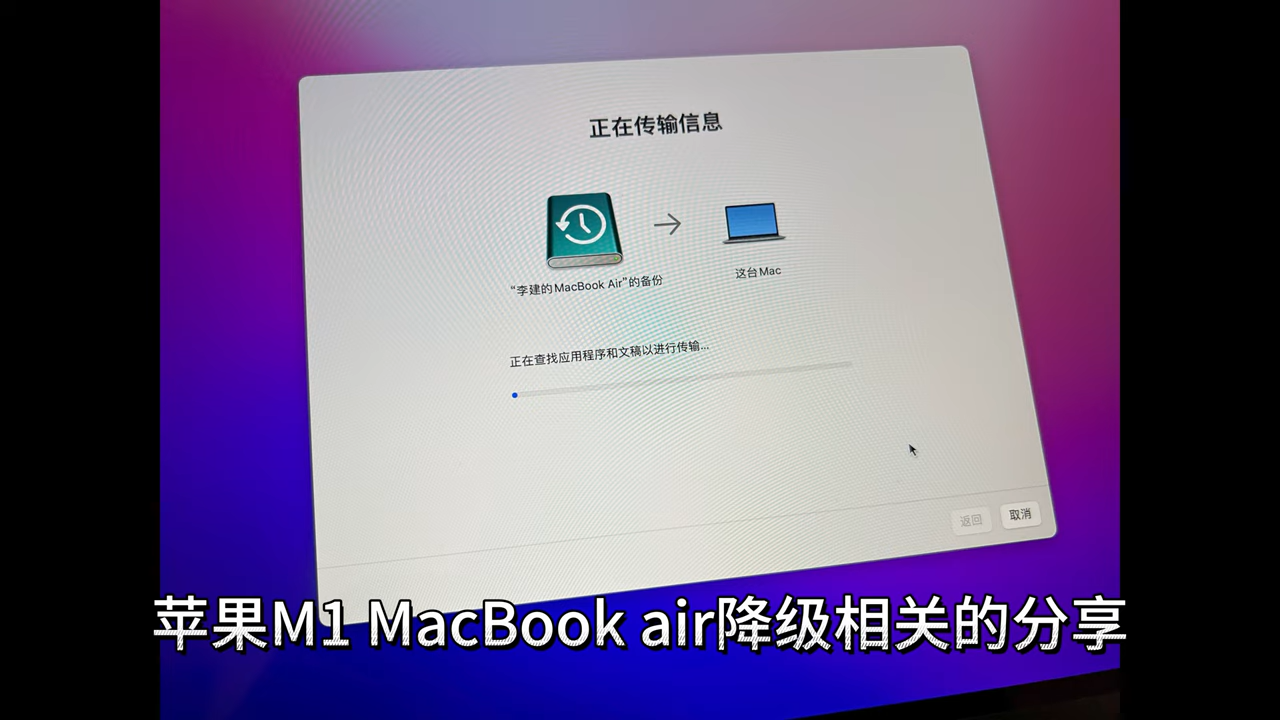 正在传输信息
“李建的MacBook Air”的备份
这台Mac
正在查找应用程序和文稿以进行传输...
返回
取消
苹果M1 MacBook air降级相关的分享